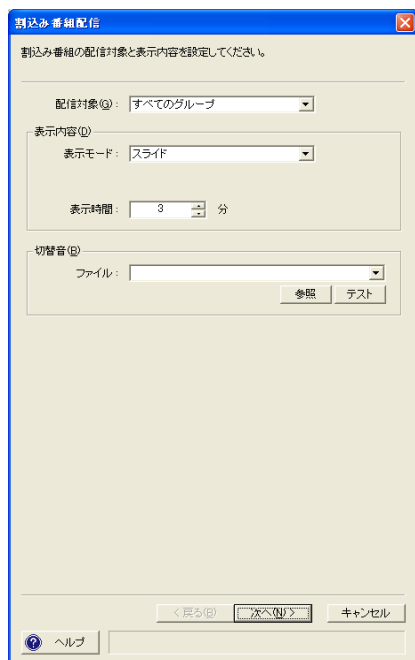 割込み番組配信
割込み番組の配信対象と表示内容を設定してください。
配信対象(G): すべてのグループ
表示内容(D)
表示モード: スライド
表示時間: 3 分
切替音(B)
ファイル:
参照 テスト
<戻る(B) 次へ(N)> キャンセル
ヘルプ